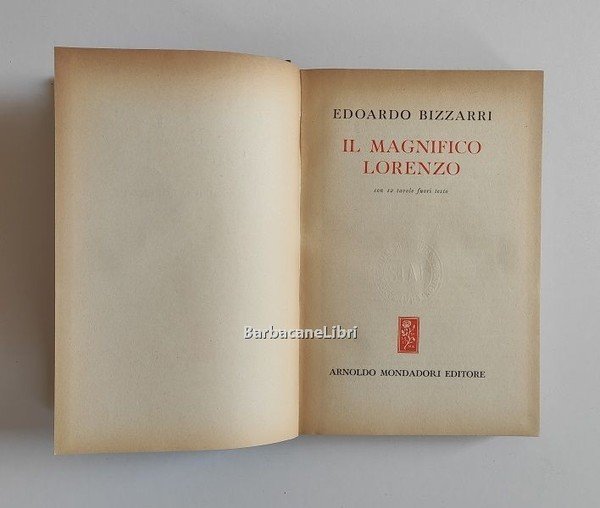 EDOARDO BIZZARRI
IL MAGNIFICO
LORENZO
con 12 tavole fuori testo
BarbacaneLibri
ARNOLDO MONDADORI EDITORE